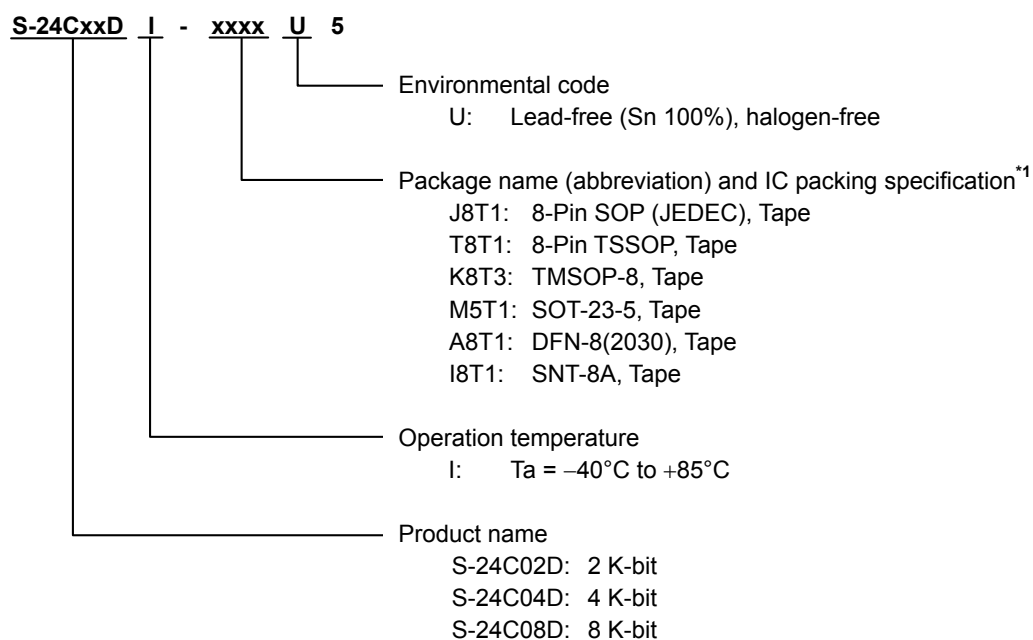 S-24CxxD I - xxxx U 5
Environmental code
U: Lead-free (Sn 100%), halogen-free
Package name (abbreviation) and IC packing specification*1
J8T1: 8-Pin SOP (JEDEC), Tape
T8T1: 8-Pin TSSOP, Tape
K8T3: TMSOP-8, Tape
M5T1: SOT-23-5, Tape
A8T1: DFN-8(2030), Tape
I8T1: SNT-8A, Tape
Operation temperature
I: Ta = −40°C to +85°C
Product name
S-24C02D: 2 K-bit
S-24C04D: 4 K-bit
S-24C08D: 8 K-bit